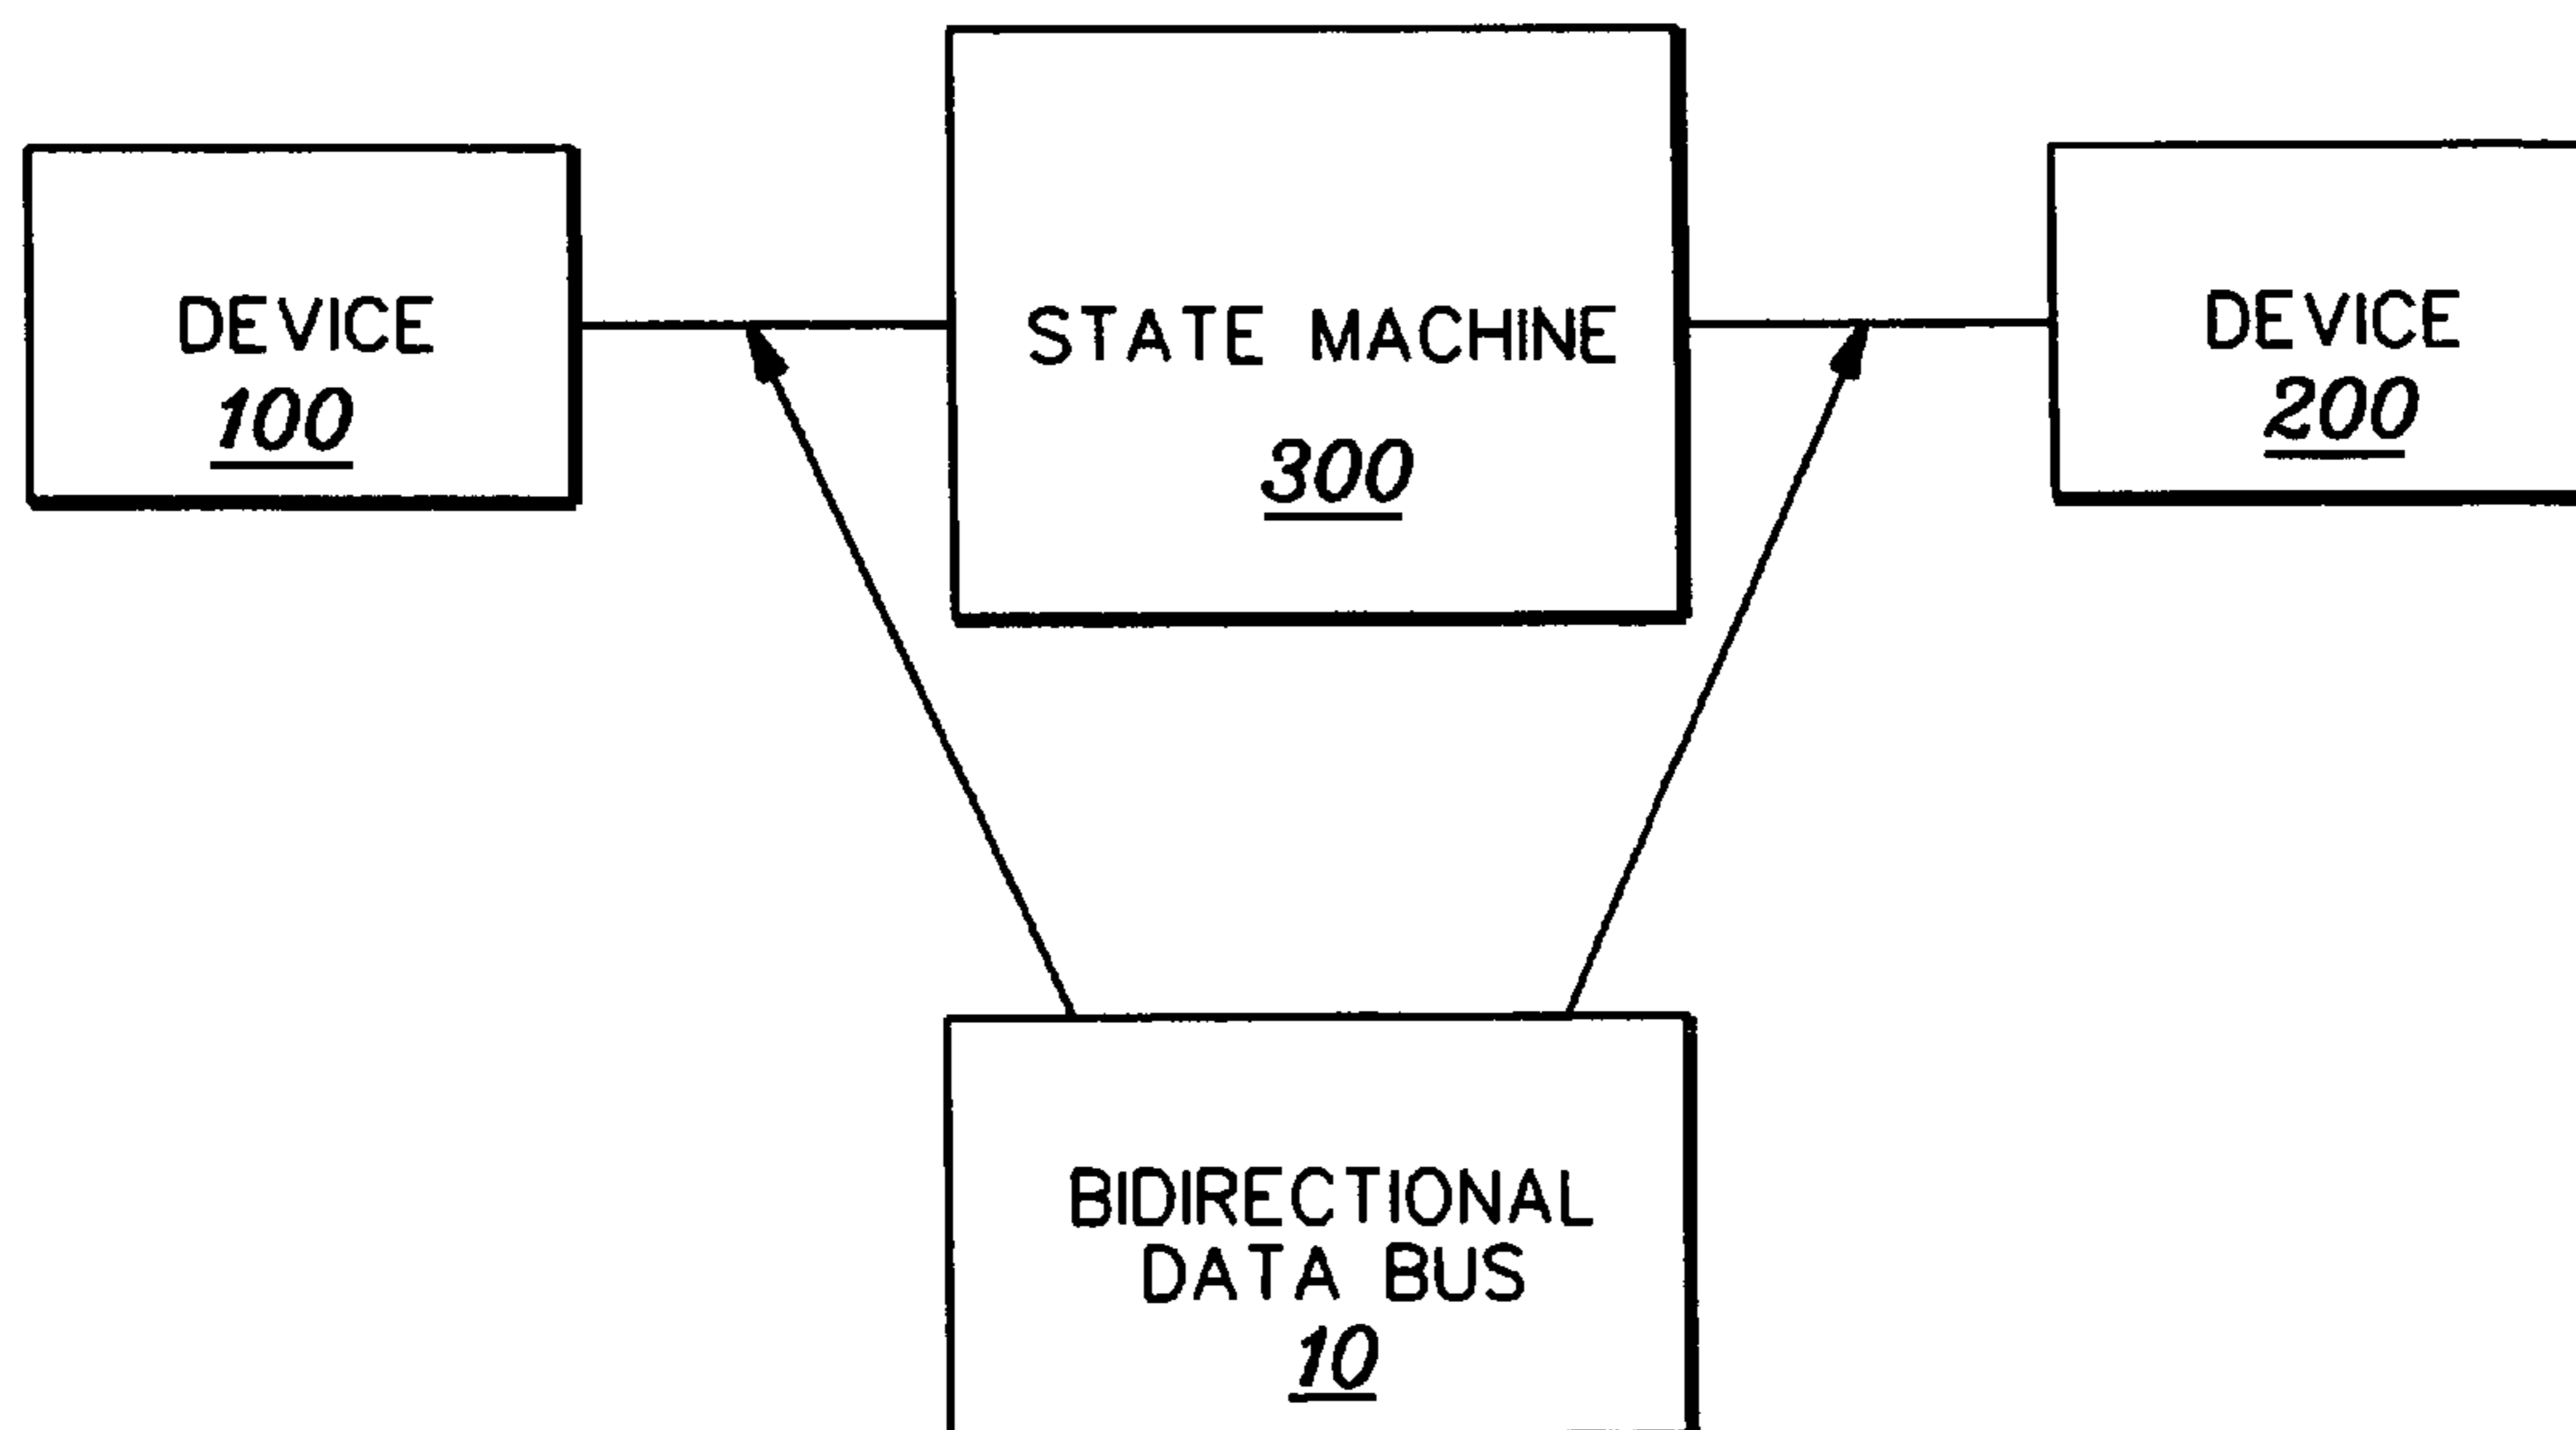 DEVICE
100
STATE MACHINE
300
DEVICE
200
BIDIRECTIONAL
DATA BUS
10